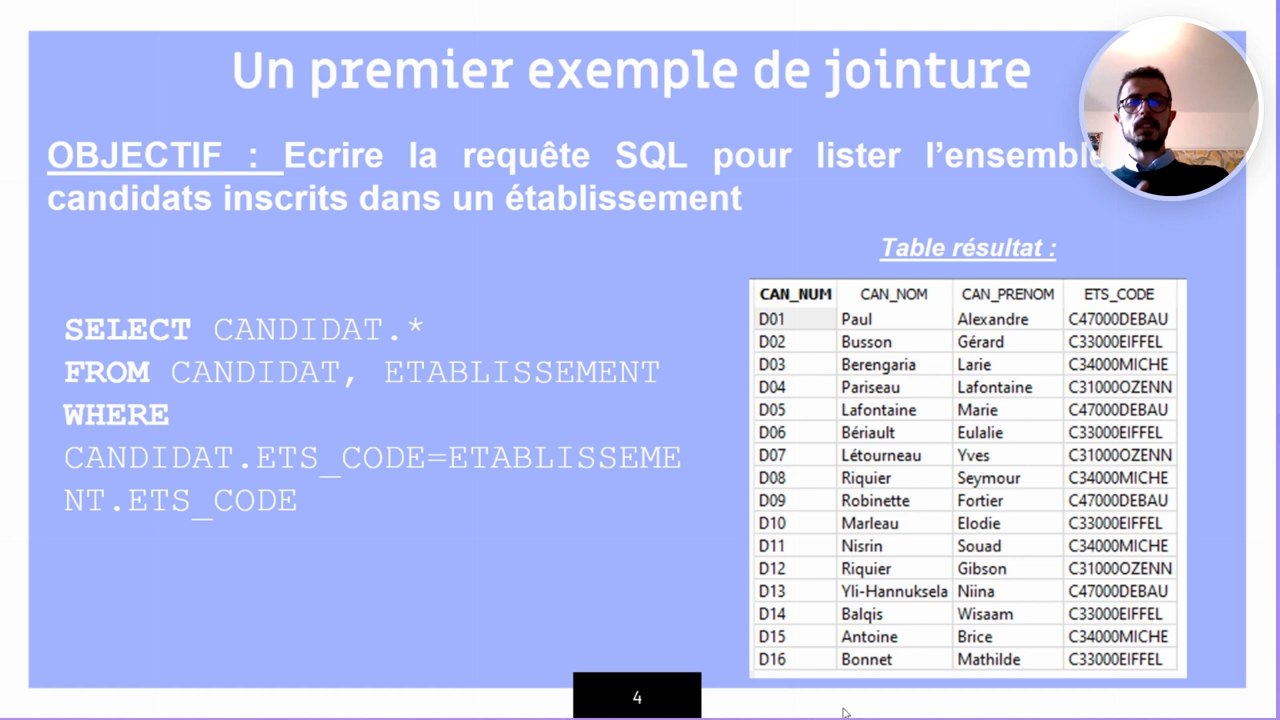 Un premier exemple de jointure
OBJECTIF : Ecrire la requête SQL pour lister l’ensemble
candidats inscrits dans un établissement
Table résultat :
SELECT CANDIDAT.*
FROM CANDIDAT, ETABLISSEMENT
WHERE
CANDIDAT.ETS_CODE=ETABLISSEME
NT.ETS_CODE
CAN_NUM CAN_NOM CAN_PRENOM ETS_CODE
D01 Paul Alexandre C47000DEBAU
D02 Busson Gérard C33000EIFFEL
D03 Berengaria Larie C34000MICHE
D04 Pariseau Lafontaine C31000OZENN
D05 Lafontaine Marie C47000DEBAU
D06 Bériault Eulalie C33000EIFFEL
D07 Létourneau Yves C31000OZENN
D08 Riquier Seymour C34000MICHE
D09 Robinette Fortier C47000DEBAU
D10 Marleau Elodie C33000EIFFEL
D11 Nisrin Souad C34000MICHE
D12 Riquier Gibson C31000OZENN
D13 Yli-Hannuksela Niina C47000DEBAU
D14 Balqis Wisaam C33000EIFFEL
D15 Antoine Brice C34000MICHE
D16 Bonnet Mathilde C33000EIFFEL
4